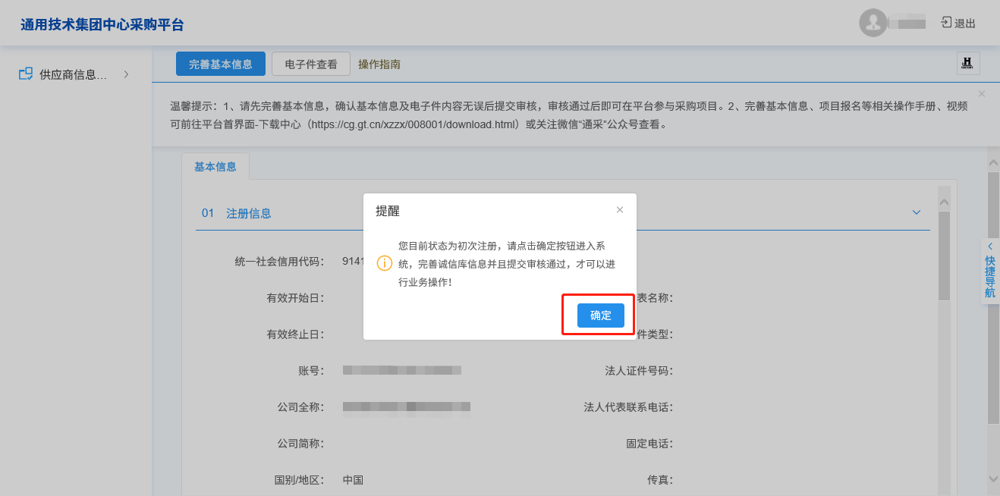 通用技术集团中心采购平台
退出
供应商信息...
完善基本信息
电子件查看
操作指南
H
HISTORY
温馨提示：1、请先完善基本信息，确认基本信息及电子件内容无误后提交审核，审核通过后即可在平台参与采购项目。2、完善基本信息、项目报名等相关操作手册、视频
可前往平台首界面-下载中心（https://cg.gt.cn/xzzx/008001/download.html）或关注微信“通采”公众号查看。
基本信息
01 注册信息
提醒
您目前状态为初次注册，请点击确定按钮进入系
统，完善诚信库信息并且提交审核通过，才可以进
行业务操作！
确定
统一社会信用代码： 9141
有效开始日：
表名称：
有效终止日：
件类型：
账号：
法人证件号码：
公司全称：
法人代表联系电话：
公司简称：
固定电话：
国别/地区： 中国
传真：
快捷导航